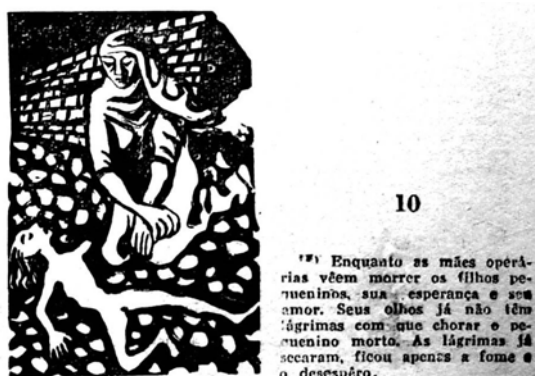 10
Enquanto as mães operá-
rias vêem morrer os filhos pe-
queninos, sua esperança e seu
amor. Seus olhos já não têm
lágrimas com que chorar o pe-
quenino morto. As lágrimas já
secaram, ficou apenas a fome e
o desespêro.